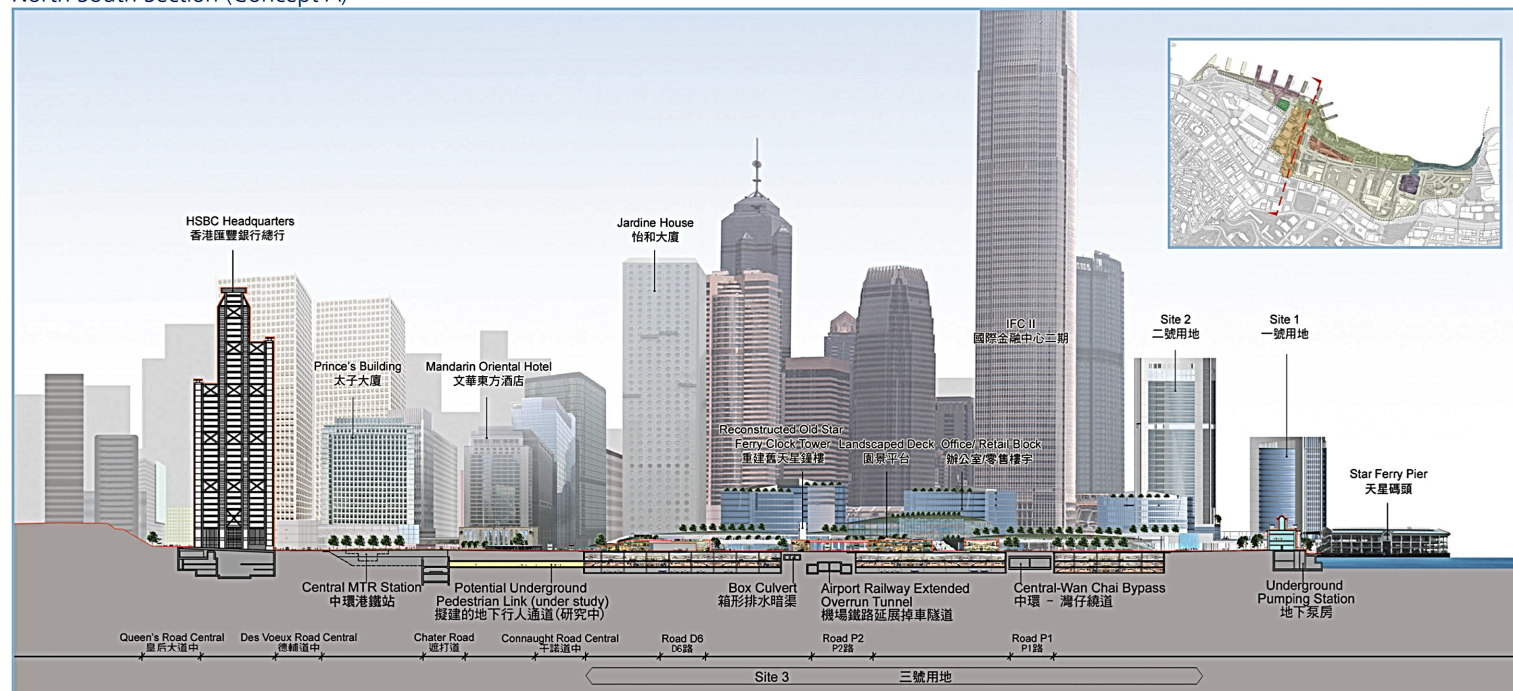 North South Section (Concept A)
HSBC Headquarters
香港匯豐銀行總行
Prince's Building
太子大廈
Mandarin Oriental Hotel
文華東方酒店
Jardine House
怡和大廈
IFC II
國際金融中心二期
Site 2
二號用地
Site 1
一號用地
Reconstructed Old Star
Ferry Clock Tower
重建舊天星鐘樓
Landscaped Deck
園景平台
Office/ Retail Block
辦公室/零售樓宇
Star Ferry Pier
天星碼頭
Central MTR Station
中環港鐵站
Potential Underground
Pedestrian Link (under study)
擬建的地下行人通道(研究中)
Box Culvert
箱形排水暗渠
Airport Railway Extended
Overrun Tunnel
機場鐵路延展掉車隧道
Central-Wan Chai Bypass
中環 - 灣仔繞道
Underground
Pumping Station
地下泵房
Queen's Road Central
皇后大道中
Des Voeux Road Central
德輔道中
Chater Road
遮打道
Connaught Road Central
干諾道中
Road D6
D6路
Road P2
P2路
Road P1
P1路
Site 3 三號用地